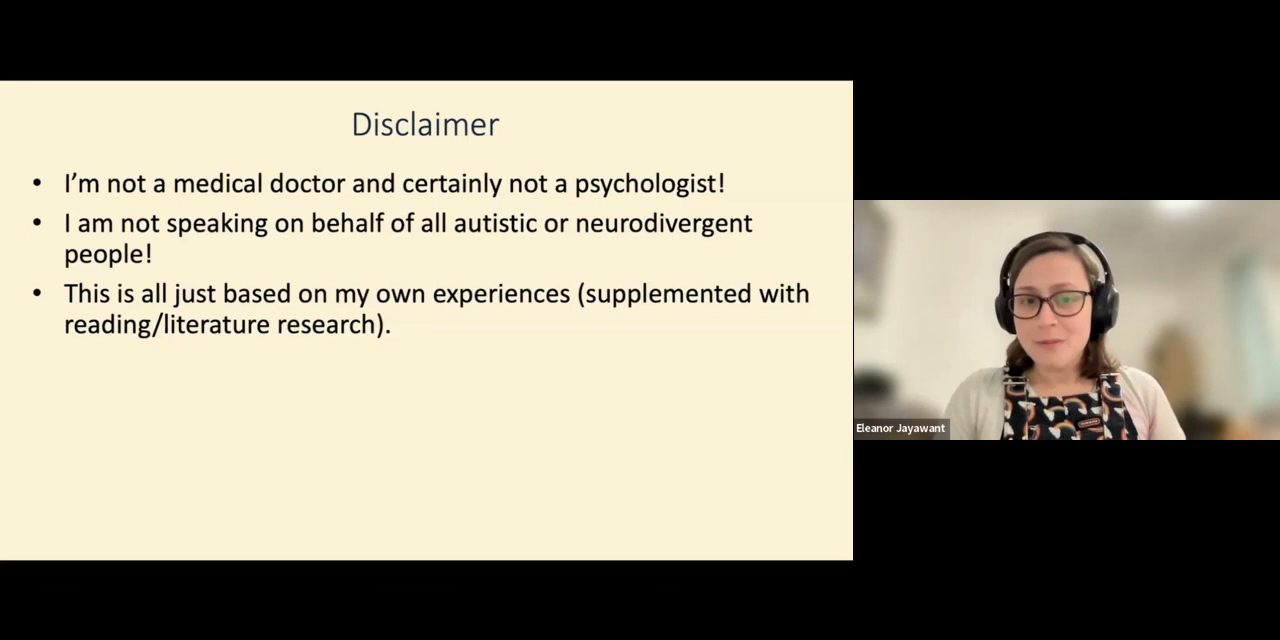 Disclaimer
• I'm not a medical doctor and certainly not a psychologist!
• I am not speaking on behalf of all autistic or neurodivergent
people!
• This is all just based on my own experiences (supplemented with
reading/literature research).
Eleanor Jayawant